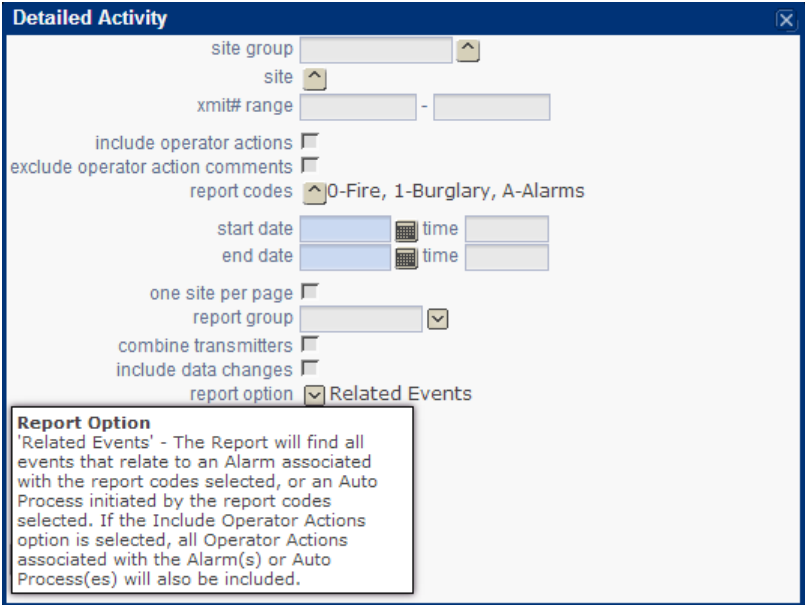 Detailed Activity
site group
site
xmit# range -
include operator actions
exclude operator action comments
report codes 0-Fire, 1-Burglary, A-Alarms
start date time
end date time
one site per page
report group
combine transmitters
include data changes
report option Related Events
Report Option
'Related Events' - The Report will find all
events that relate to an Alarm associated
with the report codes selected, or an Auto
Process initiated by the report codes
selected. If the Include Operator Actions
option is selected, all Operator Actions
associated with the Alarm(s) or Auto
Process(es) will also be included.